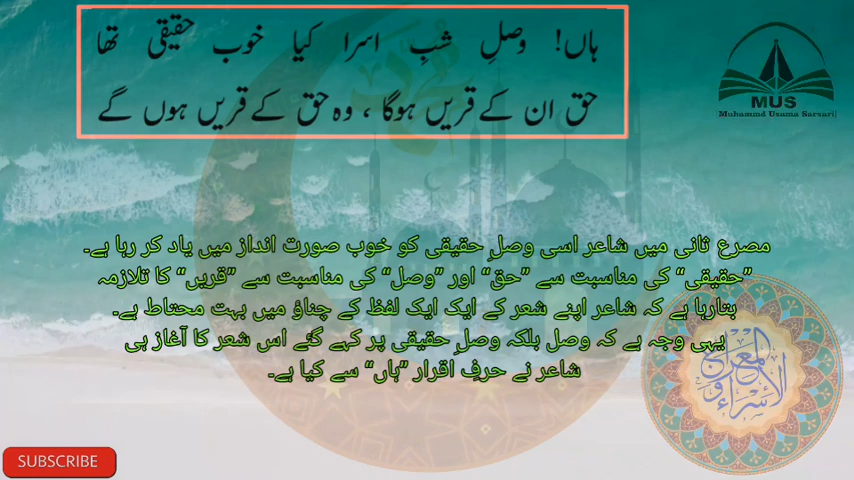 ہاں! وصلِ شبِ اسرا کیا خوب حقیقی تھا
حق ان کے قریں ہوگا ، وہ حق کے قریں ہوں گے
MUS
Muhammd Usama Sarsari
مصرع ثانی میں شاعر اسی وصلِ حقیقی کو خوب صورت انداز میں یاد کر رہا ہے۔
”حقیقی“ کی مناسبت سے ”حق“ اور ”وصل“ کی مناسبت سے ”قریں“ کا تلازمہ
بتارہا ہے کہ شاعر اپنے شعر کے ایک ایک لفظ کے چناؤ میں بہت محتاط ہے۔
یہی وجہ ہے کہ وصل بلکہ وصلِ حقیقی پر کہے گئے اس شعر کا آغاز ہی
شاعر نے حرفِ اقرار ”ہاں“ سے کیا ہے۔
الإسراء و المعراج
SUBSCRIBE